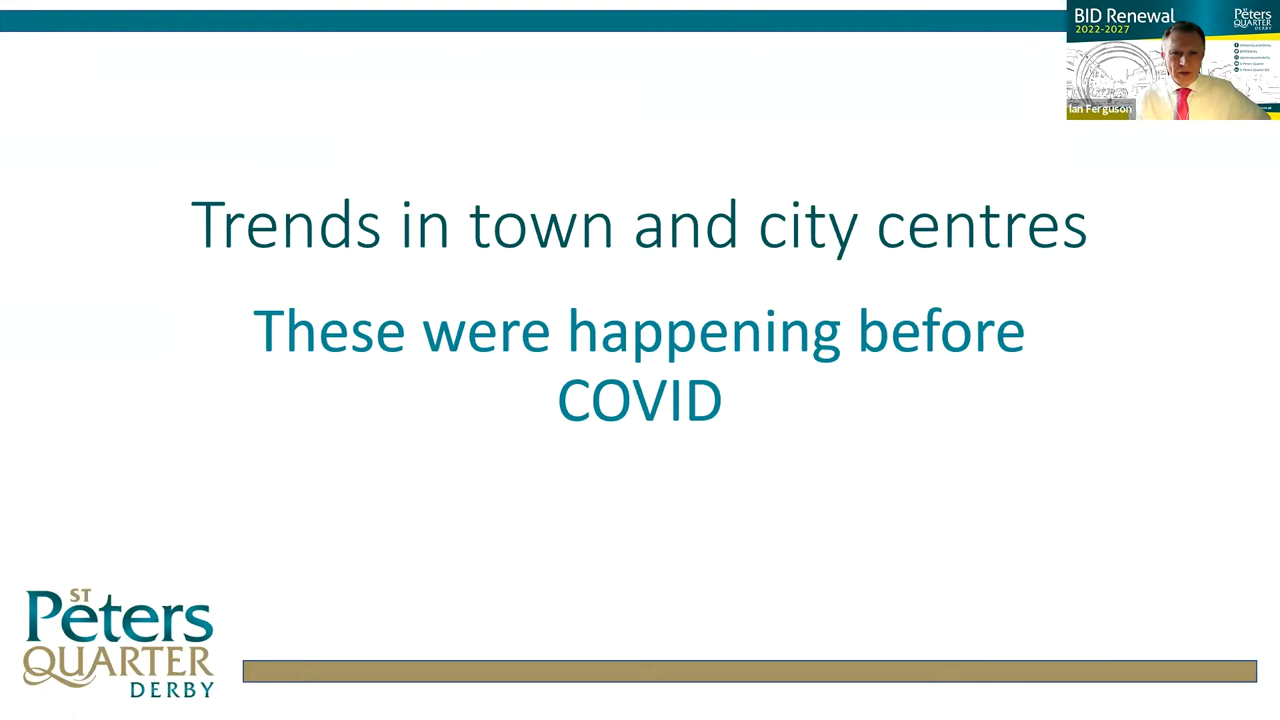 BID Renewal
2022-2027
St Peters
QUARTER
DERBY
Ian Ferguson
Trends in town and city centres
These were happening before
COVID
ST
Peters
QUARTER
DERBY